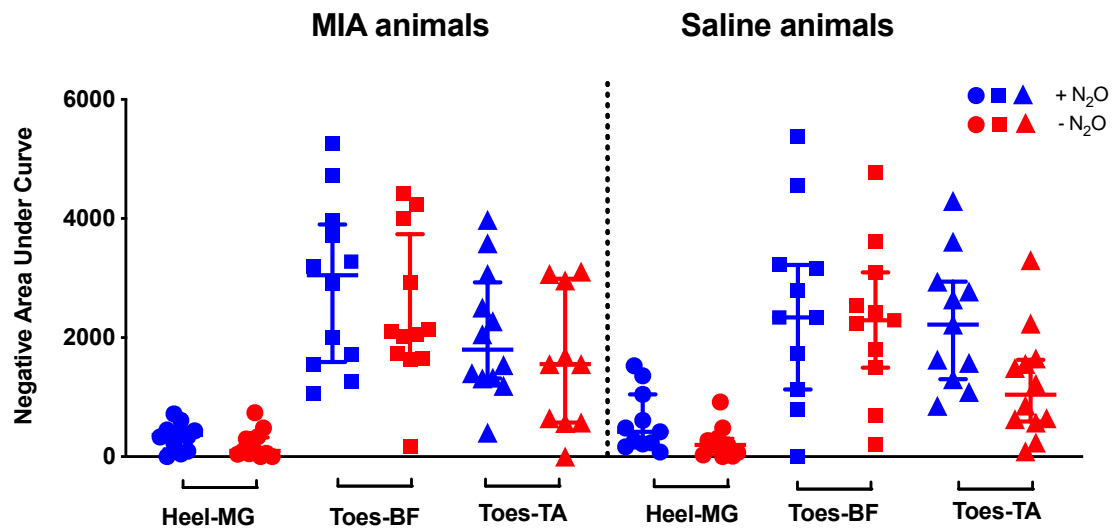 MIA animals
Saline animals
Negative Area Under Curve
6000
4000
2000
0
+ N₂O
- N₂O
Heel-MG
Toes-BF
Toes-TA
Heel-MG
Toes-BF
Toes-TA